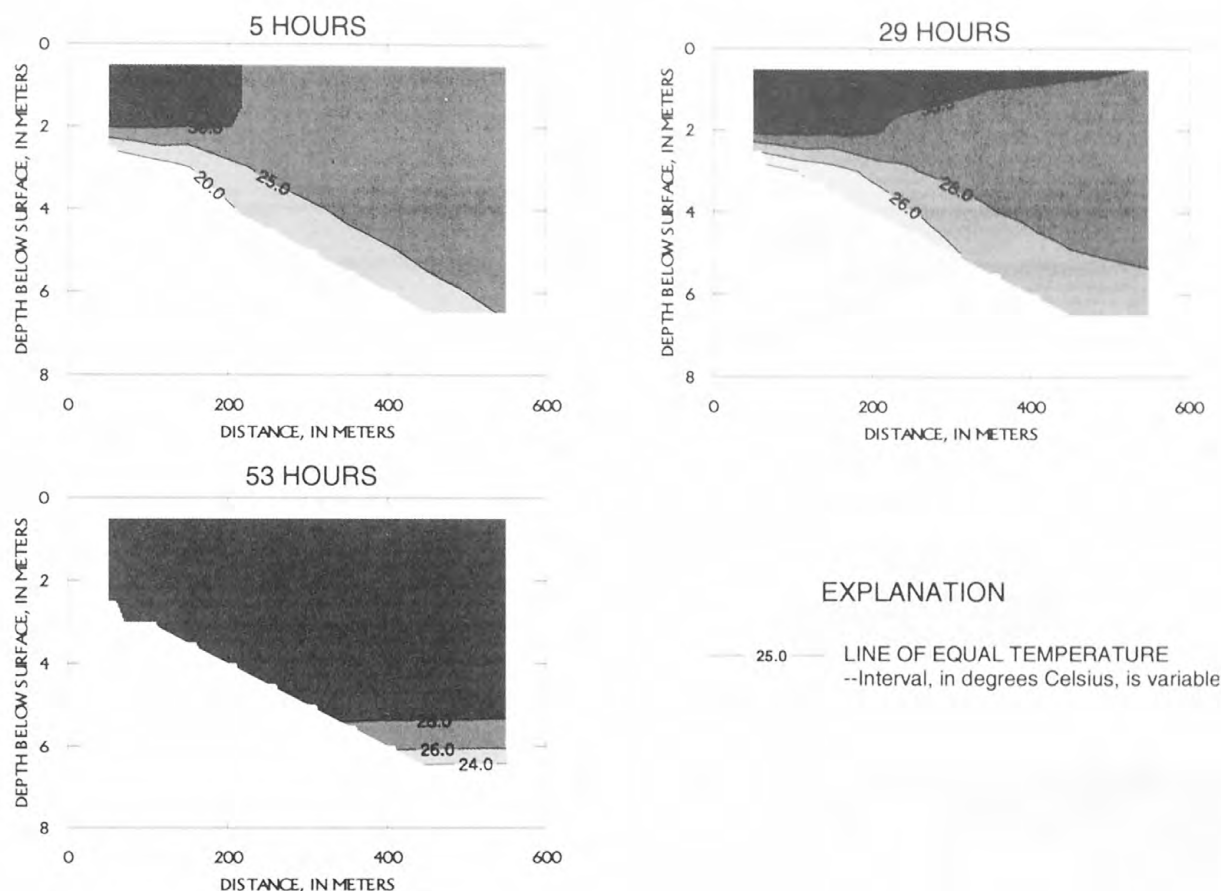 5 HOURS
0
2
4
6
8
0
200
400
600
DEPTH BELOW SURFACE, IN METERS
DISTANCE, IN METERS
25.0
20.0
29 HOURS
0
2
4
6
8
0
200
400
600
DEPTH BELOW SURFACE, IN METERS
DISTANCE, IN METERS
26.0
26.0
53 HOURS
0
2
4
6
8
0
200
400
600
DEPTH BELOW SURFACE, IN METERS
DISTANCE, IN METERS
26.0
24.0
EXPLANATION
25.0 LINE OF EQUAL TEMPERATURE
--Interval, in degrees Celsius, is variable